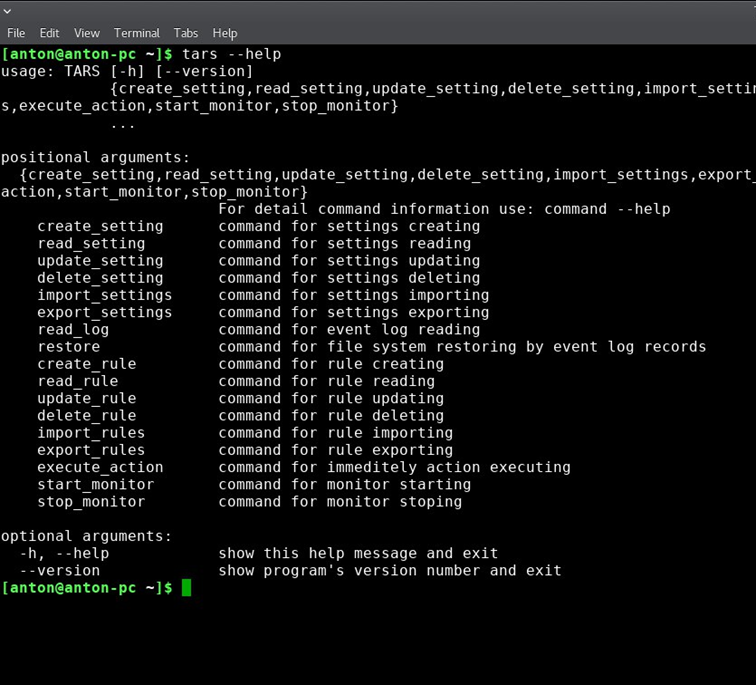 File Edit View Terminal Tabs Help
[anton@anton-pc ~]$ tars --help
usage: TARS [-h] [--version]
            {create_setting,read_setting,update_setting,delete_setting,import_settin
s,execute_action,start_monitor,stop_monitor}
            ...

positional arguments:
  {create_setting,read_setting,update_setting,delete_setting,import_settings,export_
action,start_monitor,stop_monitor}
                        For detail command information use: command --help
    create_setting      command for settings creating
    read_setting        command for settings reading
    update_setting      command for settings updating
    delete_setting      command for settings deleting
    import_settings     command for settings importing
    export_settings     command for settings exporting
    read_log            command for event log reading
    restore             command for file system restoring by event log records
    create_rule         command for rule creating
    read_rule           command for rule reading
    update_rule         command for rule updating
    delete_rule         command for rule deleting
    import_rules        command for rule importing
    export_rules        command for rule exporting
    execute_action      command for immeditely action executing
    start_monitor       command for monitor starting
    stop_monitor        command for monitor stoping

optional arguments:
  -h, --help            show this help message and exit
  --version             show program's version number and exit
[anton@anton-pc ~]$